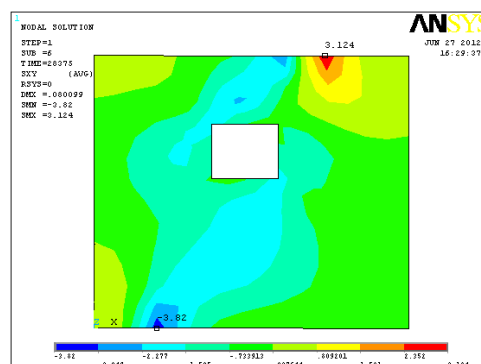 1
NODAL SOLUTION
ANSYS
STEP=1
SUB =6
TIME=28375
SXY (AVG)
RSYS=0
DMX =.080099
SMN =-3.82
SMX =3.124
JUN 27 2012
16:29:37
3.124
-3.82
X
-3.82 -2.277 -.733913 .809201 2.352